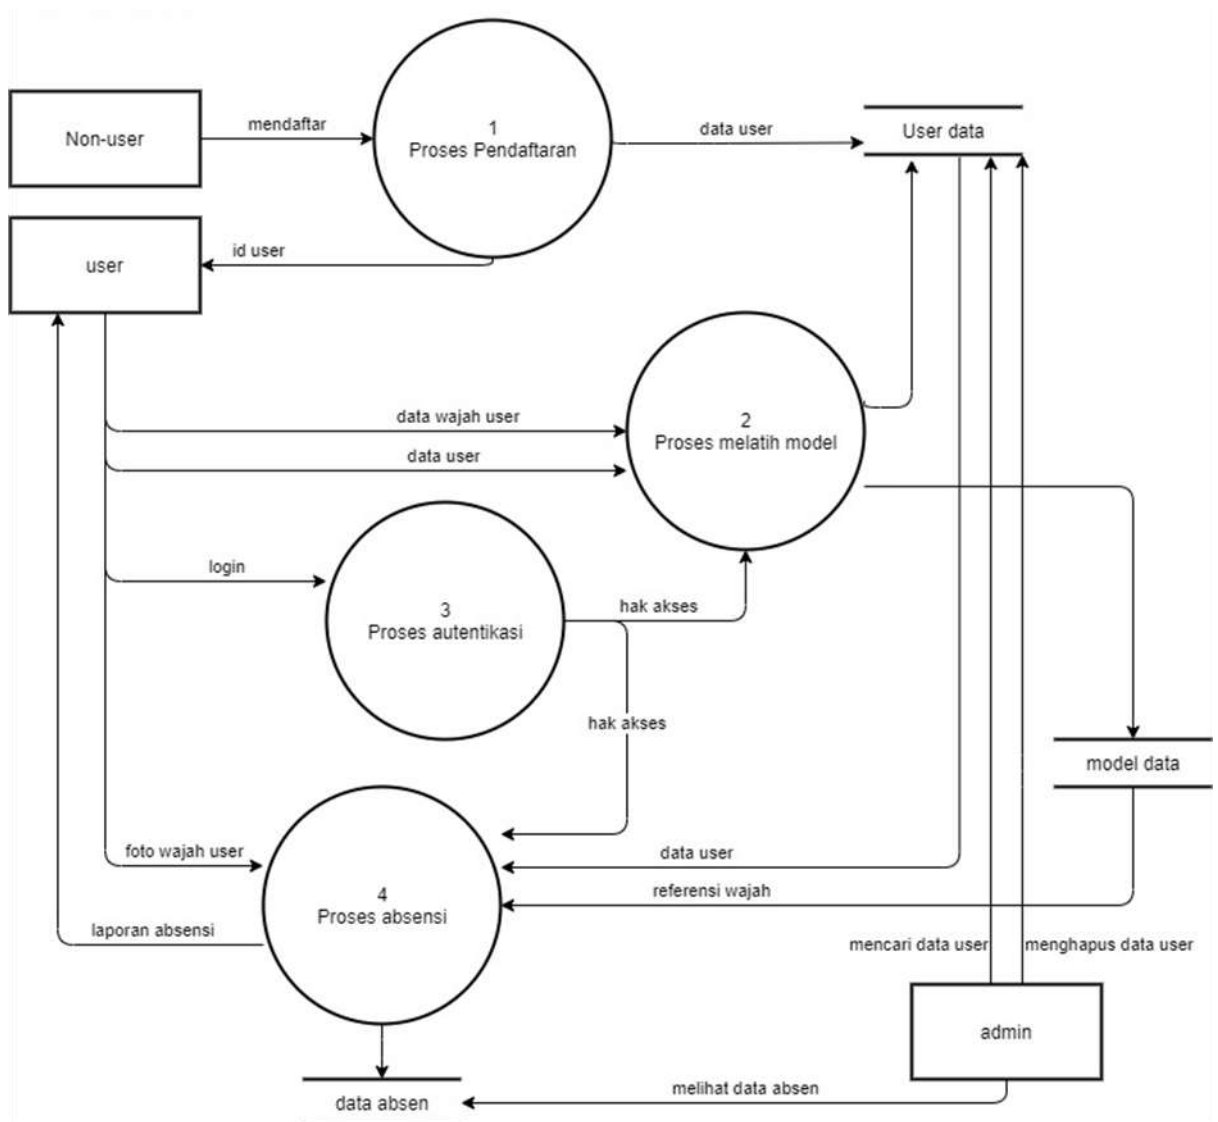 1
Proses Pendaftaran
Non-user
mendaftar
data user
User data
user
id user
2
Proses melatih model
data wajah user
data user
login
3
Proses autentikasi
hak akses
hak akses
model data
foto wajah user
4
Proses absensi
data user
referensi wajah
laporan absensi
mencari data user
menghapus data user
admin
melihat data absen
data absen